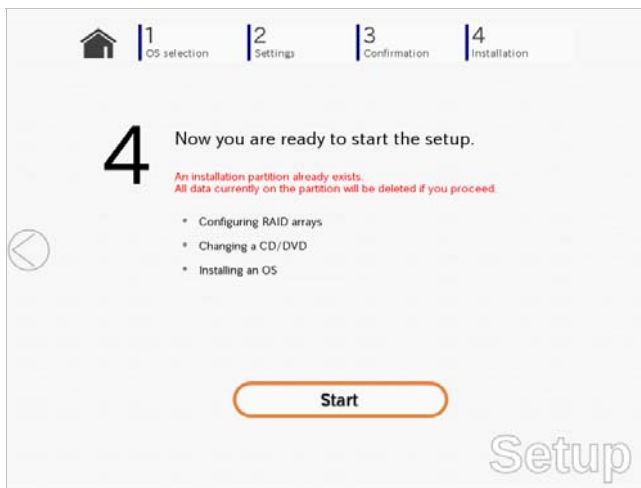 1
OS selection
2
Settings
3
Confirmation
4
Installation
4
Now you are ready to start the setup.
An installation partition already exists.
All data currently on the partition will be deleted if you proceed.
Configuring RAID arrays
Changing a CD/DVD
Installing an OS
Start
Setup